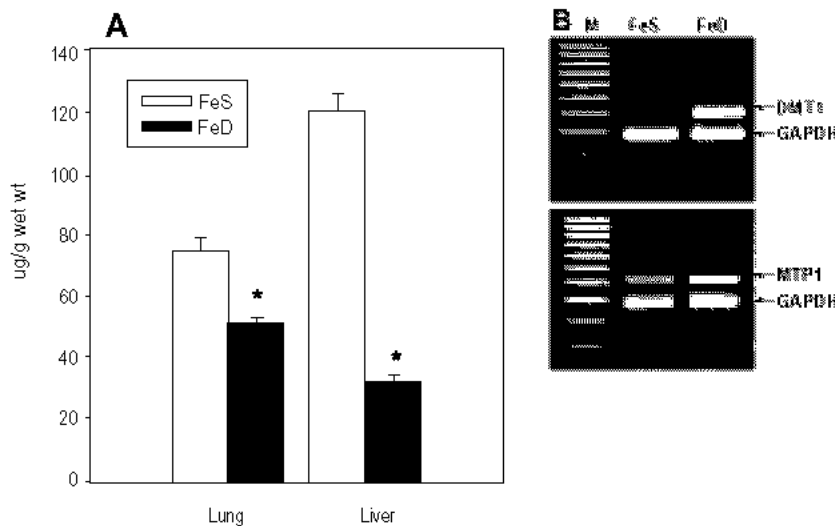 A
140
120
100
80
60
40
20
0
ug/g wet wt
FeS
FeD
*
*
Lung
Liver
B
M FeS FeD
DMT1
GAPDH
MTP1
GAPDH